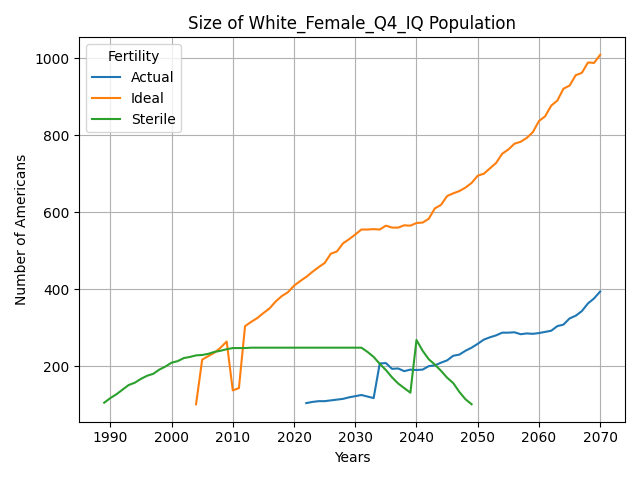 Size of White_Female_Q4_IQ Population
Fertility
Actual
Ideal
Sterile
Number of Americans
1000
800
600
400
200
1990 2000 2010 2020 2030 2040 2050 2060 2070
Years